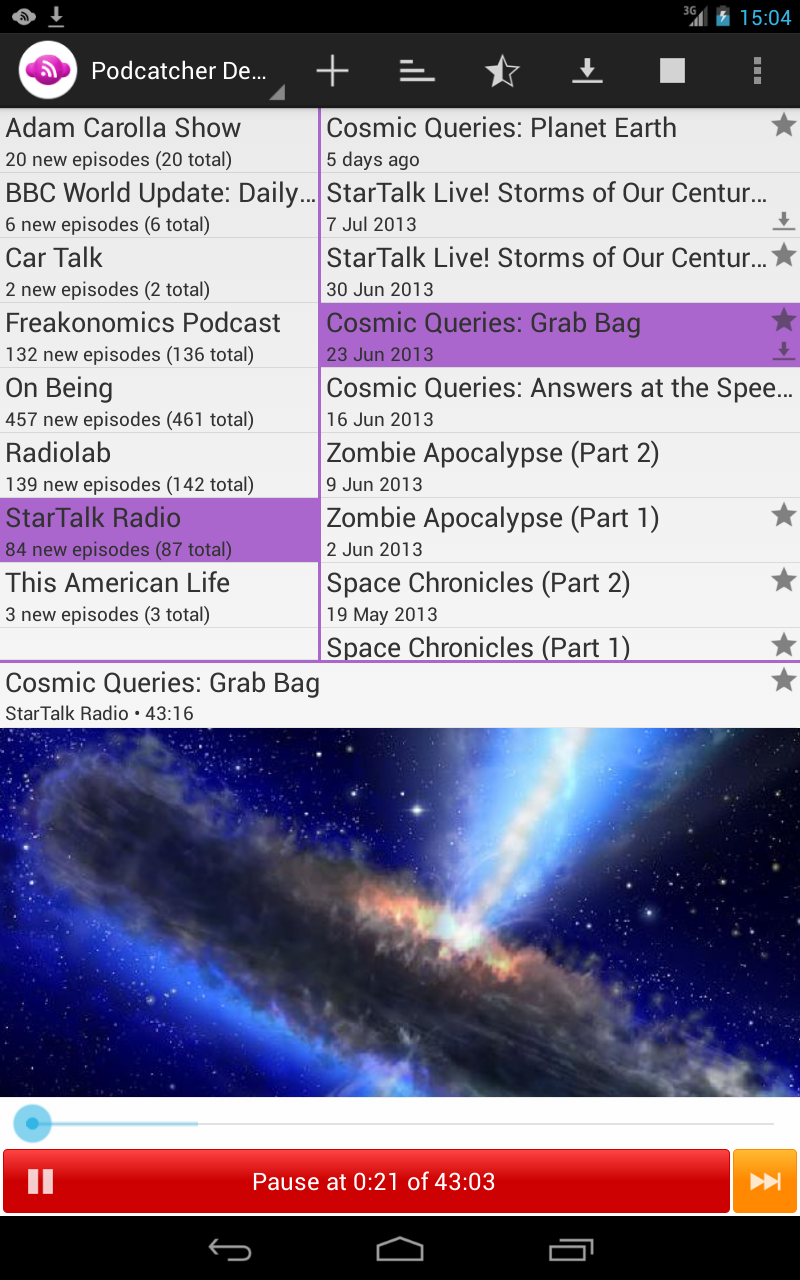 3G 15:04
Podcatcher De...
Adam Carolla Show
20 new episodes (20 total)
BBC World Update: Daily...
6 new episodes (6 total)
Car Talk
2 new episodes (2 total)
Freakonomics Podcast
132 new episodes (136 total)
On Being
457 new episodes (461 total)
Radiolab
139 new episodes (142 total)
StarTalk Radio
84 new episodes (87 total)
This American Life
3 new episodes (3 total)
Cosmic Queries: Planet Earth
5 days ago
StarTalk Live! Storms of Our Centur...
7 Jul 2013
StarTalk Live! Storms of Our Centur...
30 Jun 2013
Cosmic Queries: Grab Bag
23 Jun 2013
Cosmic Queries: Answers at the Spee...
16 Jun 2013
Zombie Apocalypse (Part 2)
9 Jun 2013
Zombie Apocalypse (Part 1)
2 Jun 2013
Space Chronicles (Part 2)
19 May 2013
Space Chronicles (Part 1)
Cosmic Queries: Grab Bag
StarTalk Radio • 43:16
Pause at 0:21 of 43:03